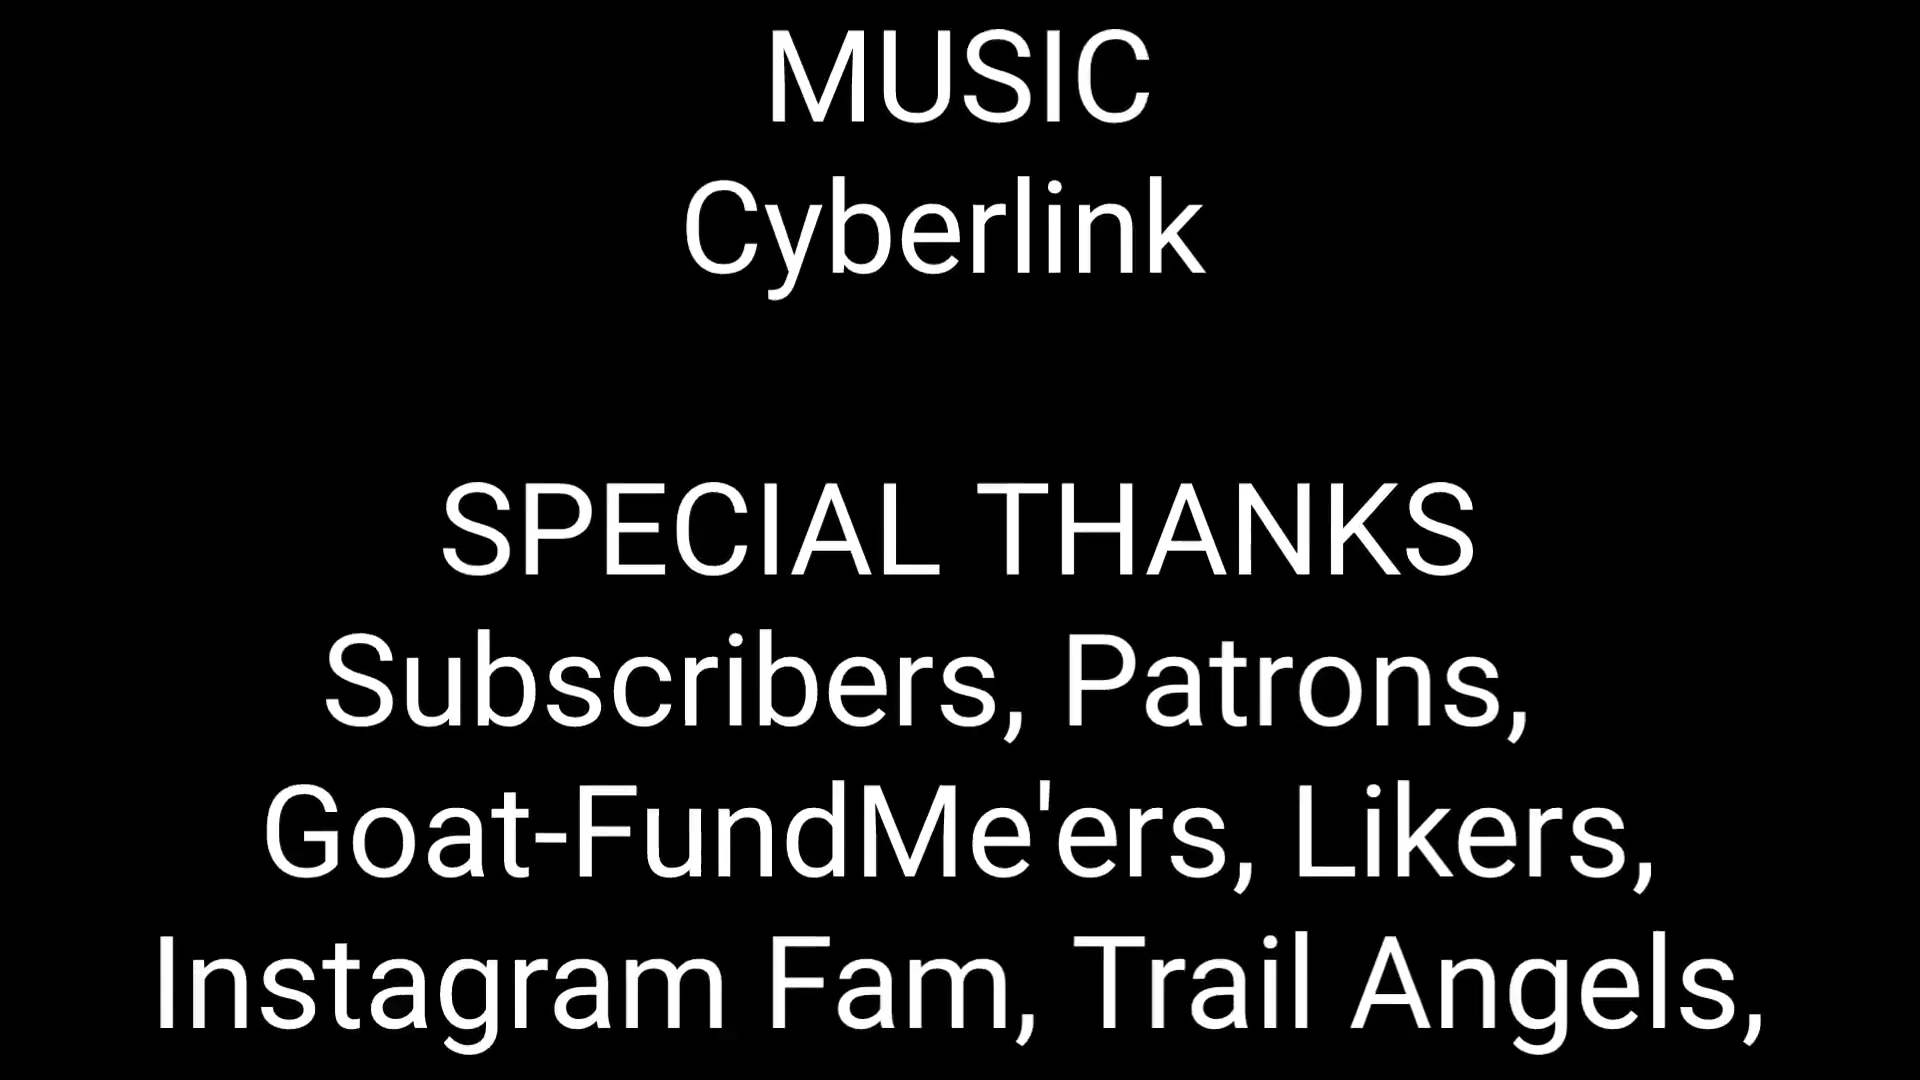 MUSIC
Cyberlink
SPECIAL THANKS
Subscribers, Patrons,
Goat-FundMe'ers, Likers,
Instagram Fam, Trail Angels,